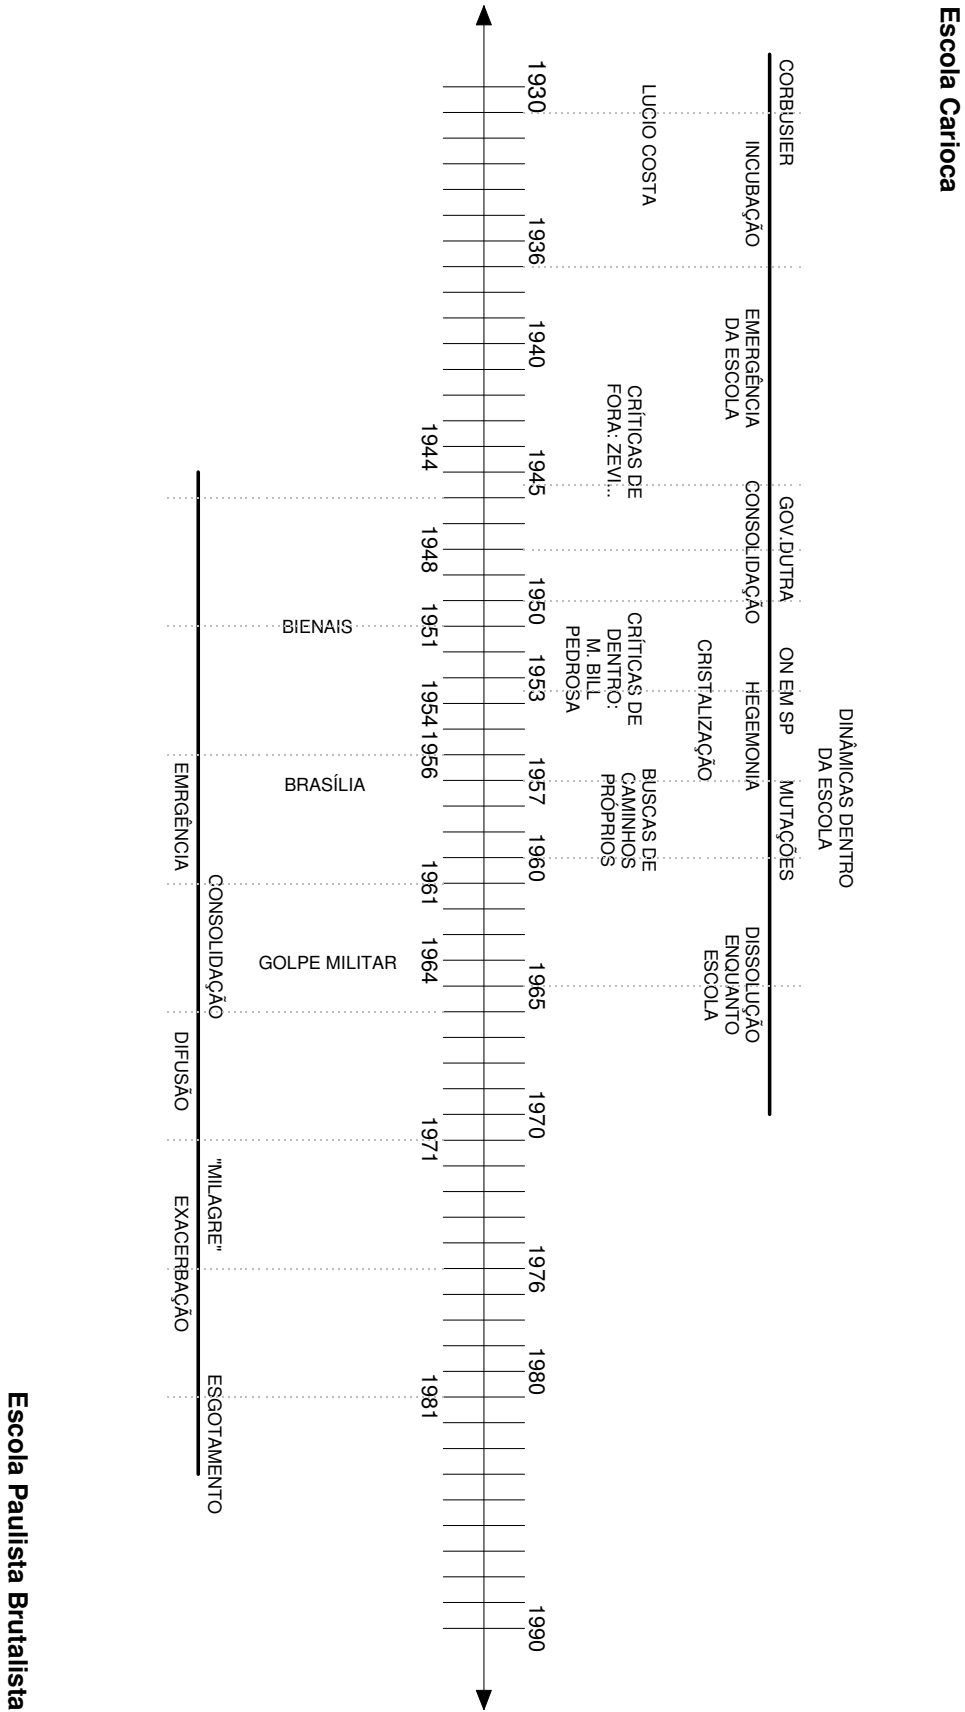 Escola Carioca
DINÂMICAS DENTRO
DA ESCOLA
CORBUSIER
GOV.DUTRA
ON EM SP
MUTAÇÕES
INCUBAÇÃO
EMERGÊNCIA
DA ESCOLA
CONSOLIDAÇÃO
HEGEMONIA
DISSOLUÇÃO
ENQUANTO
ESCOLA
CRISTALIZAÇÃO
LUCIO COSTA
CRÍTICAS DE
FORA: ZEVI...
CRÍTICAS DE
DENTRO:
M. BILL
PEDROSA
BUSCAS DE
CAMINHOS
PRÓPRIOS
1930
1936
1940
1945
1950
1953
1957
1960
1965
1970
1976
1980
1990
1944
1948
1951
1954
1956
1961
1964
1971
1981
BIENAIS
BRASÍLIA
GOLPE MILITAR
CONSOLIDAÇÃO
"MILAGRE"
ESGOTAMENTO
EMRGÊNCIA
DIFUSÃO
EXACERBAÇÃO
Escola Paulista Brutalista